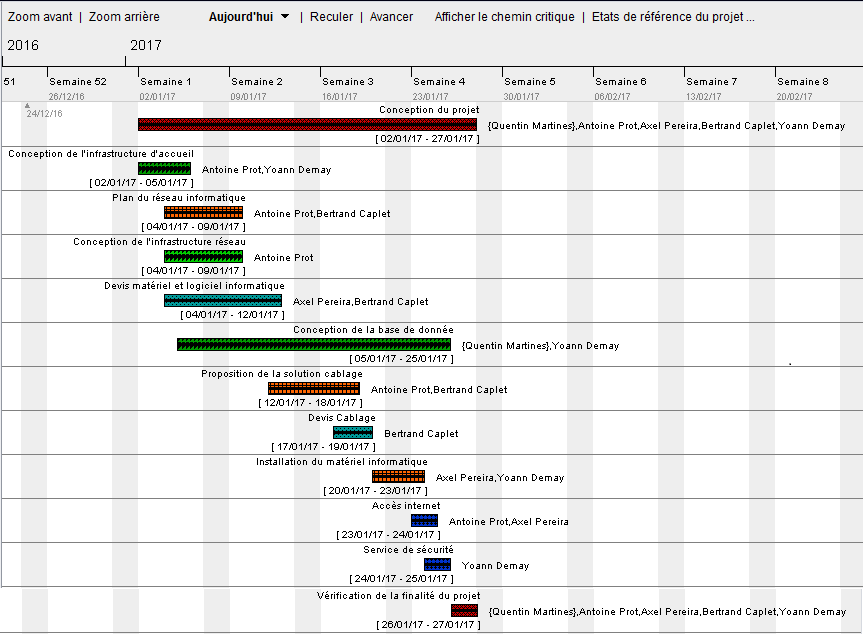 Zoom avant | Zoom arrière Aujourd'hui | Reculer | Avancer Afficher le chemin critique | Etats de référence du projet ...
2016 2017
51 Semaine 52 Semaine 1 Semaine 2 Semaine 3 Semaine 4 Semaine 5 Semaine 6 Semaine 7 Semaine 8
26/12/16 02/01/17 09/01/17 16/01/17 23/01/17 30/01/17 06/02/17 13/02/17 20/02/17
24/12/16
Conception du projet
{Quentin Martines},Antoine Prot,Axel Pereira,Bertrand Caplet,Yoann Demay
[ 02/01/17 - 27/01/17 ]
Conception de l'infrastructure d'accueil
Antoine Prot,Yoann Demay
[ 02/01/17 - 05/01/17 ]
Plan du réseau informatique
Antoine Prot,Bertrand Caplet
[ 04/01/17 - 09/01/17 ]
Conception de l'infrastructure réseau
Antoine Prot
[ 04/01/17 - 09/01/17 ]
Devis matériel et logiciel informatique
Axel Pereira,Bertrand Caplet
[ 04/01/17 - 12/01/17 ]
Conception de la base de donnée
{Quentin Martines},Yoann Demay
[ 05/01/17 - 25/01/17 ]
Proposition de la solution cablage
Antoine Prot,Bertrand Caplet
[ 12/01/17 - 18/01/17 ]
Devis Cablage
Bertrand Caplet
[ 17/01/17 - 19/01/17 ]
Installation du matériel informatique
Axel Pereira,Yoann Demay
[ 20/01/17 - 23/01/17 ]
Accès internet
Antoine Prot,Axel Pereira
[ 23/01/17 - 24/01/17 ]
Service de sécurité
Yoann Demay
[ 24/01/17 - 25/01/17 ]
Vérification de la finalité du projet
{Quentin Martines},Antoine Prot,Axel Pereira,Bertrand Caplet,Yoann Demay
[ 26/01/17 - 27/01/17 ]